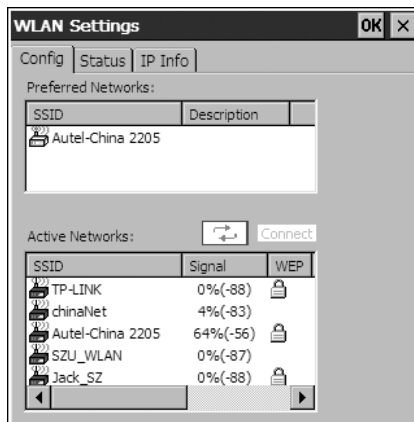 WLAN Settings OK ×
Config Status IP Info
Preferred Networks:
SSID Description
Autel-China 2205
Active Networks: Connect
SSID Signal WEP
TP-LINK 0%(-88)
chinaNet 4%(-83)
Autel-China 2205 64%(-56)
SZU_WLAN 0%(-87)
Jack_SZ 0%(-88)